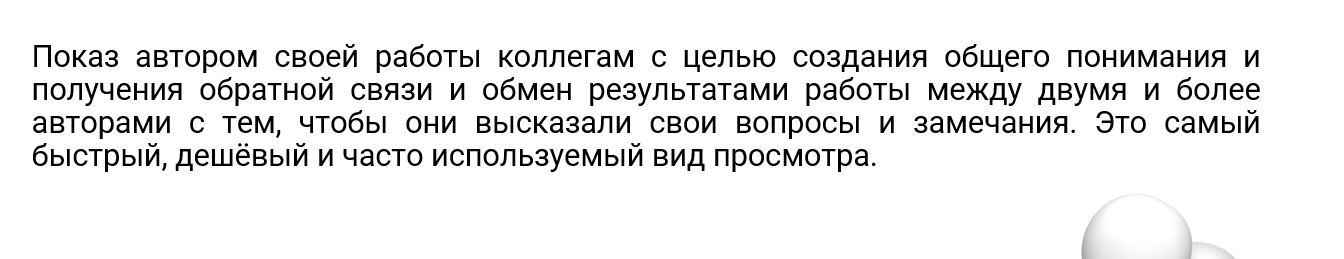 Показ автором своей работы коллегам с целью создания общего понимания и
получения обратной связи и обмен результатами работы между двумя и более
авторами с тем, чтобы они высказали свои вопросы и замечания. Это самый
быстрый, дешёвый и часто используемый вид просмотра.